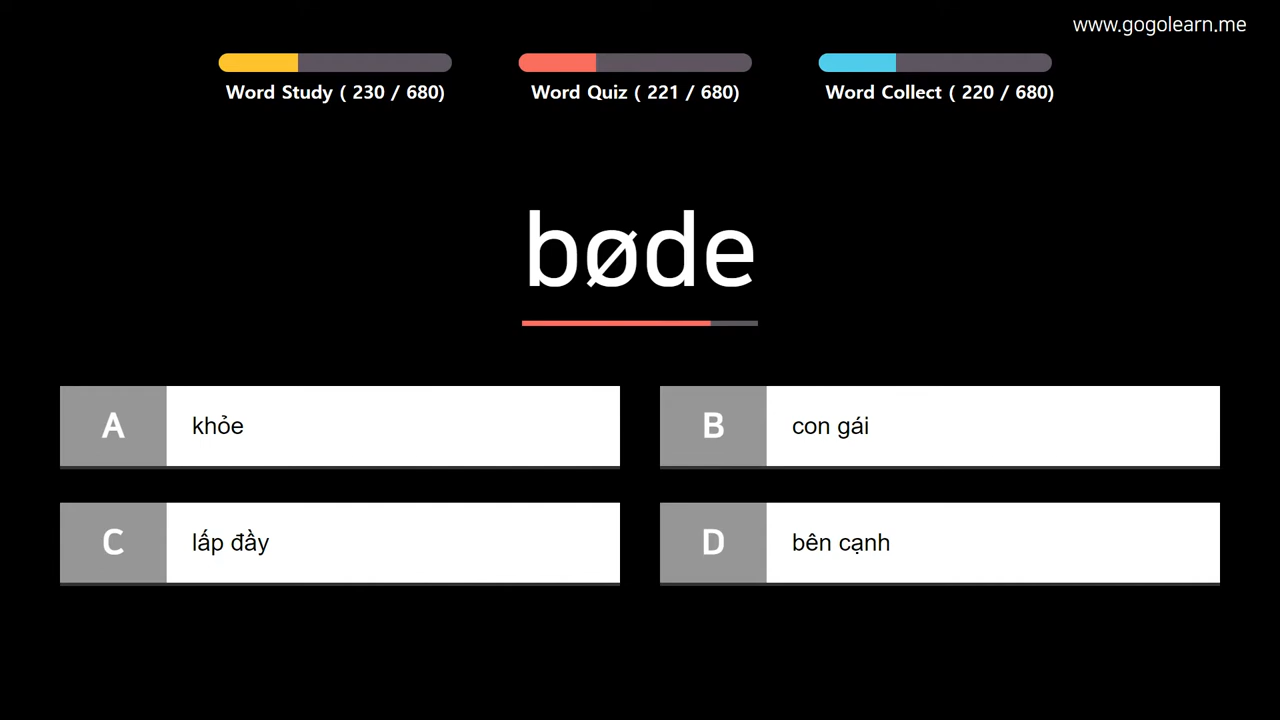 www.gogolearn.me
Word Study ( 230 / 680)
Word Quiz ( 221 / 680)
Word Collect ( 220 / 680)
bøde
A khỏe
B con gái
C lấp đầy
D bên cạnh